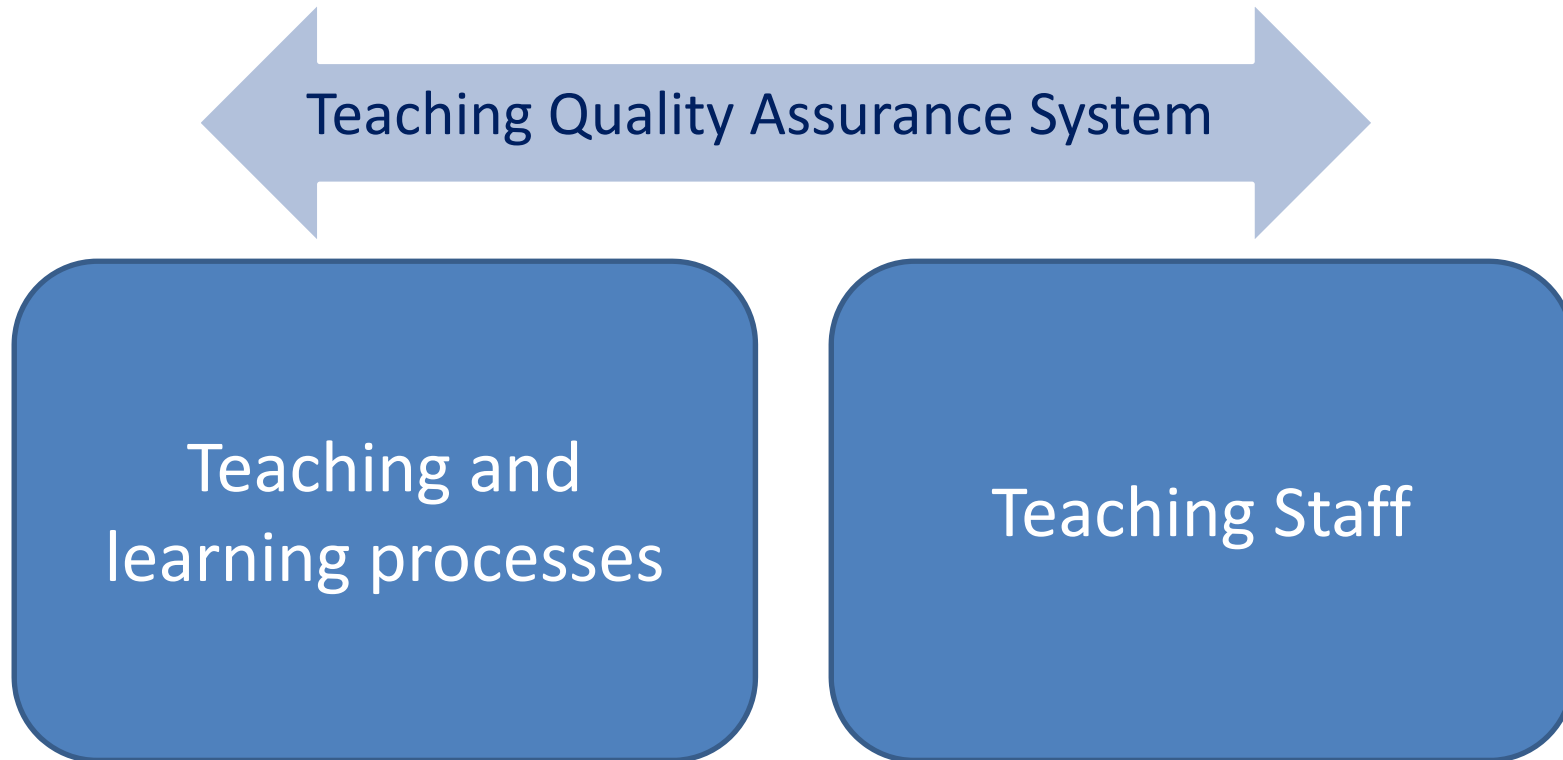 Teaching Quality Assurance System
Teaching and
learning processes
Teaching Staff